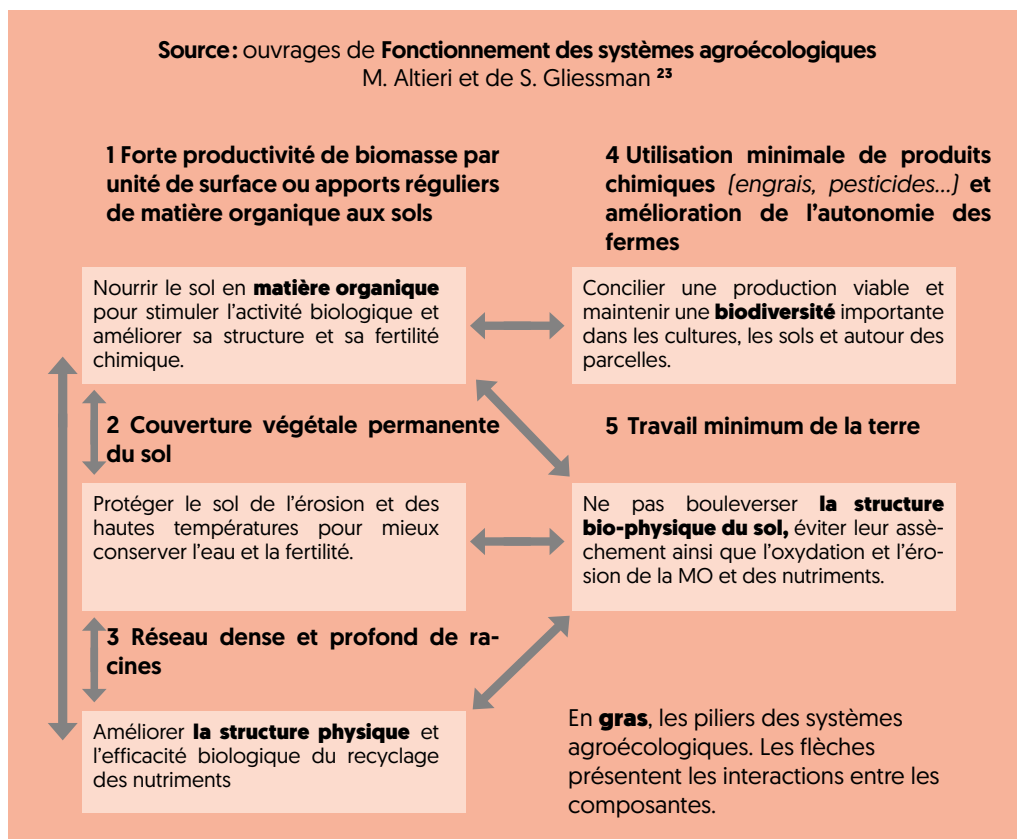 Source : ouvrages de Fonctionnement des systèmes agroécologiques
M. Altieri et de S. Gliessman 23
1 Forte productivité de biomasse par
unité de surface ou apports réguliers
de matière organique aux sols
Nourrir le sol en matière organique
pour stimuler l’activité biologique et
améliorer sa structure et sa fertilité
chimique.
2 Couverture végétale permanente
du sol
Protéger le sol de l’érosion et des
hautes températures pour mieux
conserver l’eau et la fertilité.
3 Réseau dense et profond de ra-
cines
Améliorer la structure physique et
l’efficacité biologique du recyclage
des nutriments
4 Utilisation minimale de produits
chimiques (engrais, pesticides...) et
amélioration de l’autonomie des
fermes
Concilier une production viable et
maintenir une biodiversité importante
dans les cultures, les sols et autour des
parcelles.
5 Travail minimum de la terre
Ne pas bouleverser la structure
bio-physique du sol, éviter leur assè-
chement ainsi que l’oxydation et l’éro-
sion de la MO et des nutriments.
En gras, les piliers des systèmes
agroécologiques. Les flèches
présentent les interactions entre les
composantes.